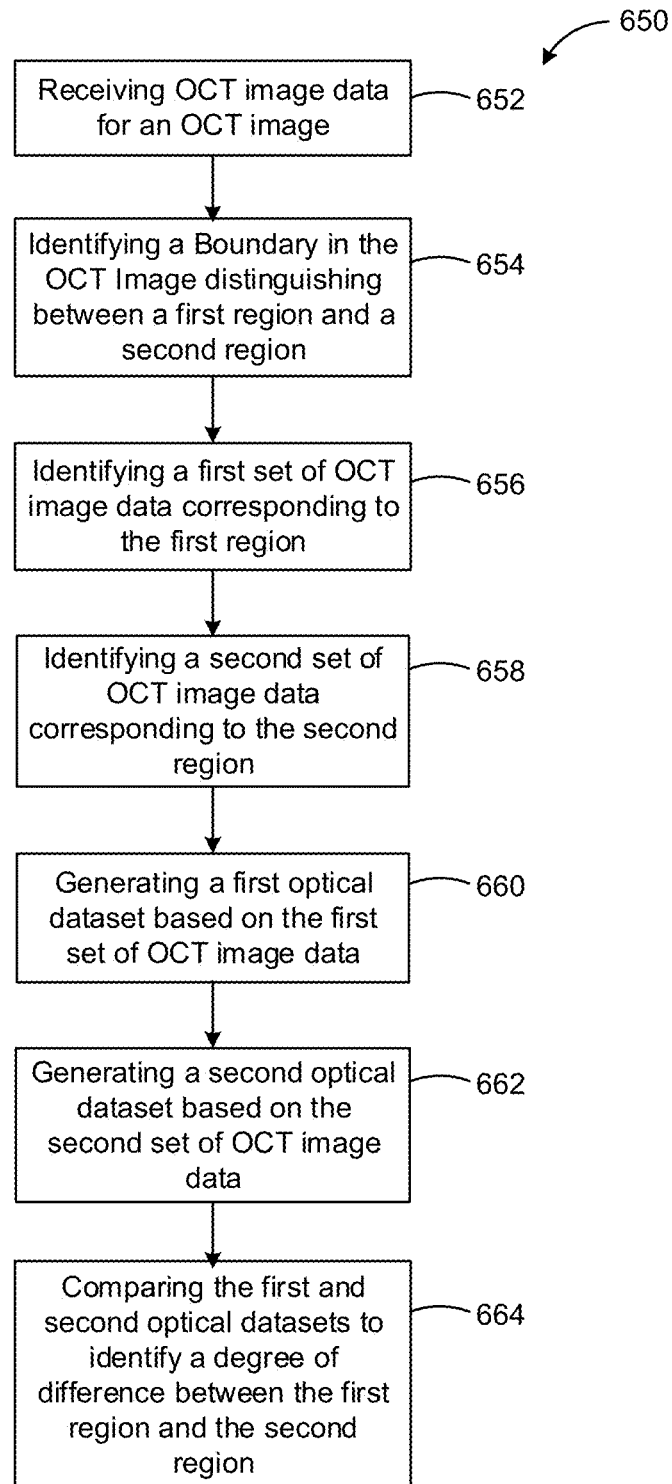 650
Receiving OCT image data
for an OCT image
652
Identifying a Boundary in the
OCT Image distinguishing
between a first region and a
second region
654
Identifying a first set of OCT
image data corresponding to
the first region
656
Identifying a second set of
OCT image data
corresponding to the second
region
658
Generating a first optical
dataset based on the first
set of OCT image data
660
Generating a second optical
dataset based on the
second set of OCT image
data
662
Comparing the first and
second optical datasets to
identify a degree of
difference between the first
region and the second
region
664